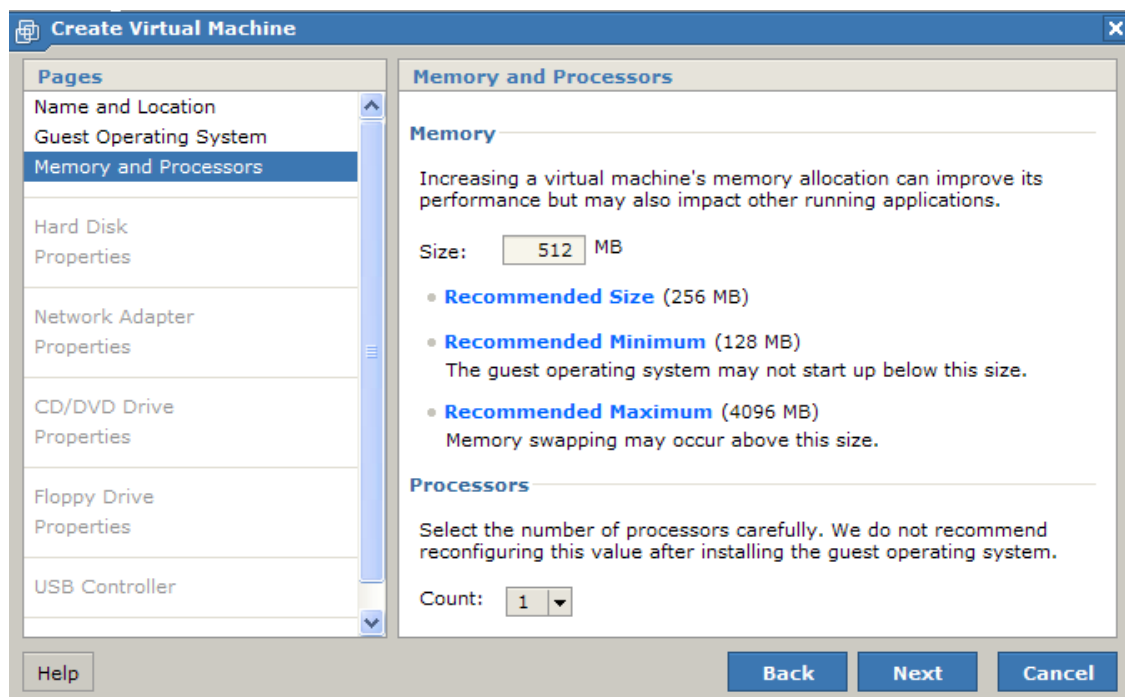 Create Virtual Machine
Pages
Name and Location
Guest Operating System
Memory and Processors
Hard Disk
Properties
Network Adapter
Properties
CD/DVD Drive
Properties
Floppy Drive
Properties
USB Controller
Memory and Processors
Memory
Increasing a virtual machine's memory allocation can improve its
performance but may also impact other running applications.
Size: 512 MB
Recommended Size (256 MB)
Recommended Minimum (128 MB)
The guest operating system may not start up below this size.
Recommended Maximum (4096 MB)
Memory swapping may occur above this size.
Processors
Select the number of processors carefully. We do not recommend
reconfiguring this value after installing the guest operating system.
Count: 1
Help
Back
Next
Cancel